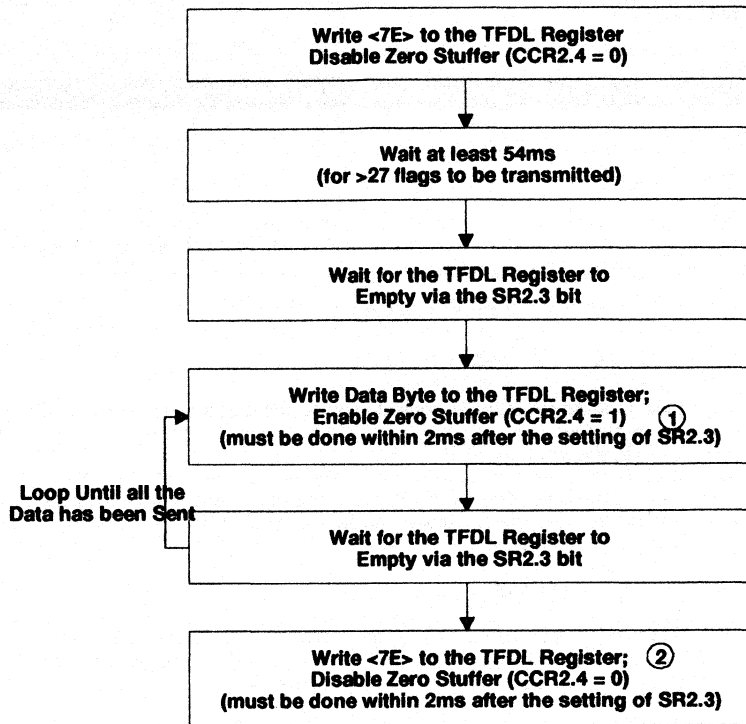 Write <7E> to the TFDL Register
Disable Zero Stuffer (CCR2.4 = 0)
Wait at least 54ms
(for >27 flags to be transmitted)
Wait for the TFDL Register to
Empty via the SR2.3 bit
Write Data Byte to the TFDL Register;
Enable Zero Stuffer (CCR2.4 = 1) ①
(must be done within 2ms after the setting of SR2.3)
Loop Until all the
Data has been Sent
Wait for the TFDL Register to
Empty via the SR2.3 bit
Write <7E> to the TFDL Register; ②
Disable Zero Stuffer (CCR2.4 = 0)
(must be done within 2ms after the setting of SR2.3)